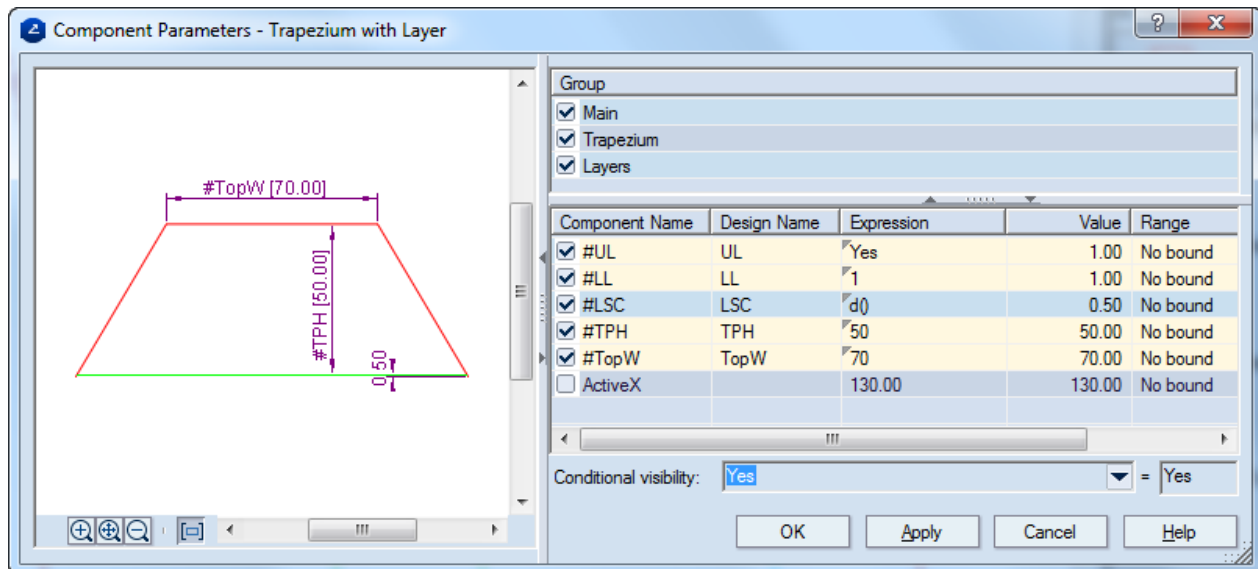 Component Parameters - Trapezium with Layer
?
X
#TopW [70.00]
#TPH [50.00]
0.50
Group
Main
Trapezium
Layers
Component Name Design Name Expression Value Range
#UL UL Yes 1.00 No bound
#LL LL 1 1.00 No bound
#LSC LSC d() 0.50 No bound
#TPH TPH 50 50.00 No bound
#TopW TopW 70 70.00 No bound
ActiveX 130.00 130.00 No bound
Conditional visibility: Yes = Yes
OK Apply Cancel Help